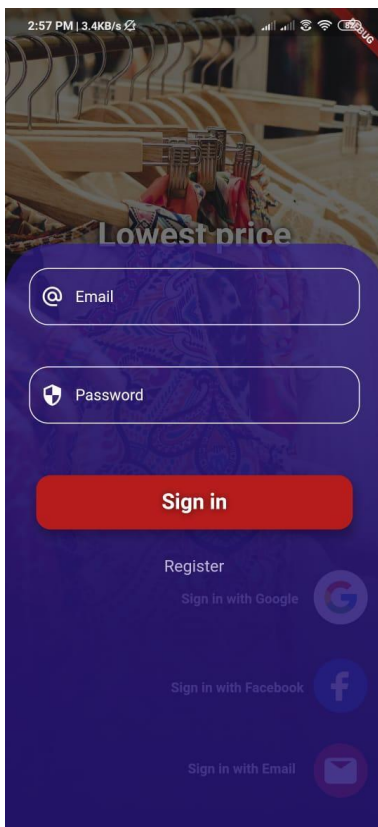 2:57 PM | 3.4KB/s
DEBUG
Lowest price
Email
Password
Sign in
Register
Sign in with Google
Sign in with Facebook
Sign in with Email